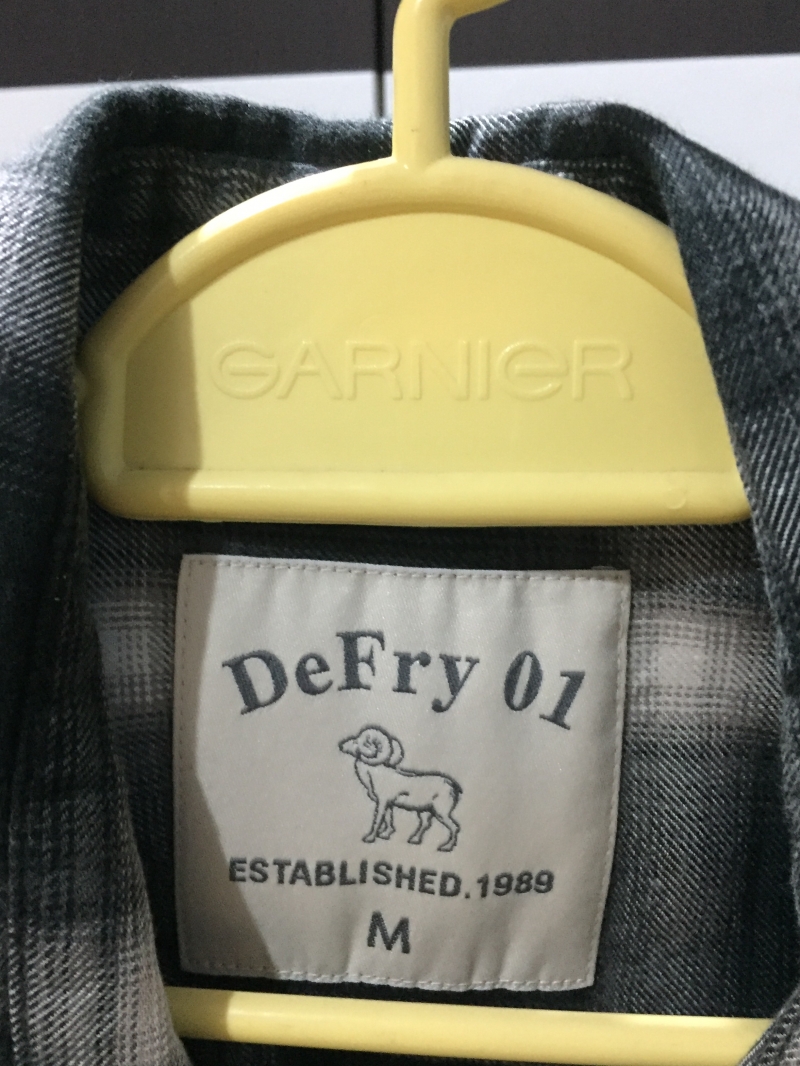 GARNIER
DeFry 01
ESTABLISHED.1989
M